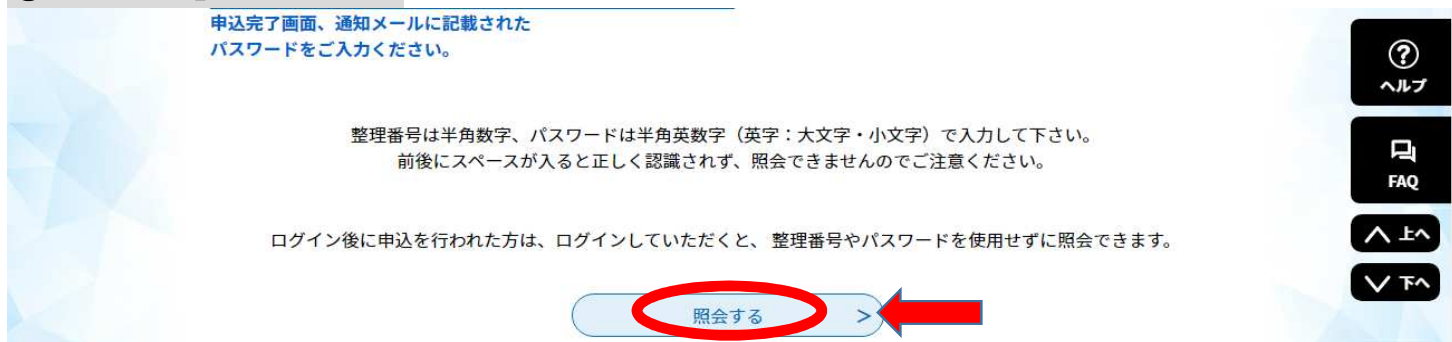 申込完了画面、通知メールに記載された
パスワードをご入力ください。
整理番号は半角数字、パスワードは半角英数字（英字：大文字・小文字）で入力して下さい。
前後にスペースが入ると正しく認識されず、照会できませんのでご注意ください。
ログイン後に申込を行われた方は、ログインしていただくと、 整理番号やパスワードを使用せずに照会できます。
照会する >
? ヘルプ
FAQ
上へ
下へ